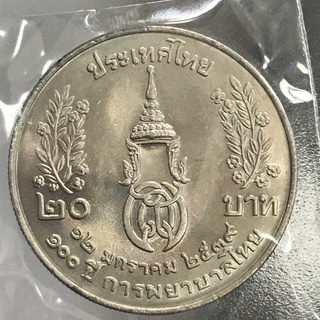 ประเทศไทย
๒๐ บาท
๑๒ มกราคม ๒๕๓๙
๑๐๐ ปี การพยาบาลไทย